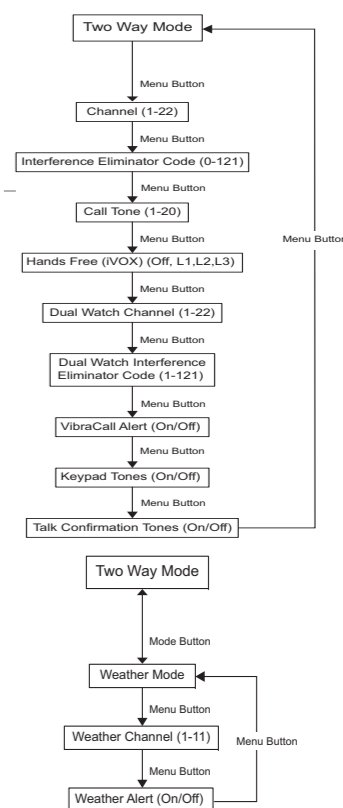 Two Way Mode
Menu Button
Channel (1-22)
Menu Button
Interference Eliminator Code (0-121)
Menu Button
Call Tone (1-20)
Menu Button
Menu Button
Hands Free (iVOX) (Off, L1,L2,L3)
Menu Button
Dual Watch Channel (1-22)
Menu Button
Dual Watch Interference
Eliminator Code (1-121)
Menu Button
VibraCall Alert (On/Off)
Menu Button
Keypad Tones (On/Off)
Menu Button
Talk Confirmation Tones (On/Off)
Two Way Mode
Mode Button
Weather Mode
Menu Button
Weather Channel (1-11)
Menu Button
Menu Button
Weather Alert (On/Off)